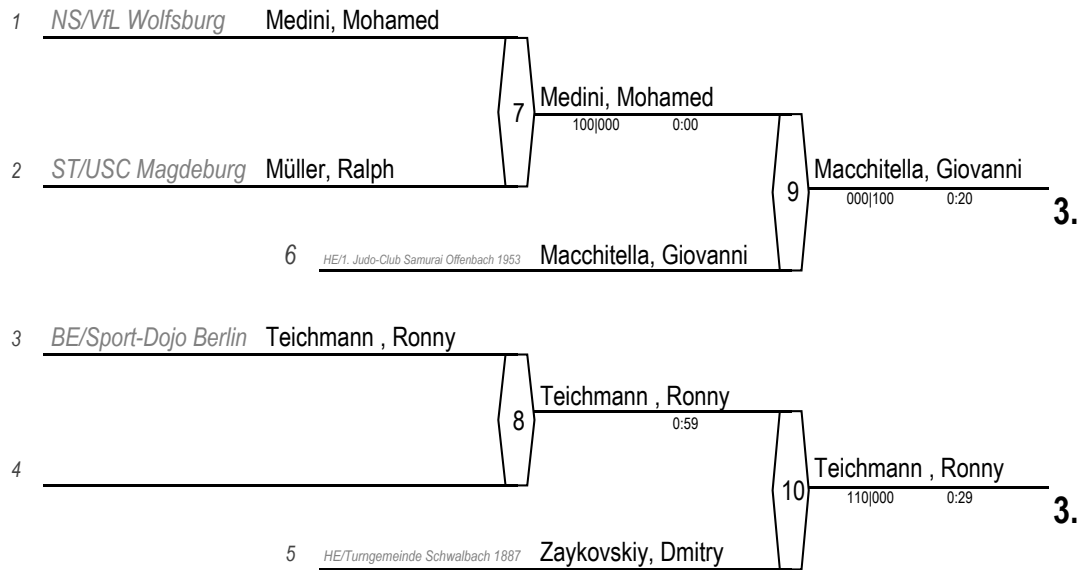 1 NS/VfL Wolfsburg Medini, Mohamed
7 Medini, Mohamed
100|000 0:00
2 ST/USC Magdeburg Müller, Ralph
9 Macchitella, Giovanni
000|100 0:20
3.
6 HE/1. Judo-Club Samurai Offenbach 1953 Macchitella, Giovanni
3 BE/Sport-Dojo Berlin Teichmann , Ronny
8 Teichmann , Ronny
0:59
4
10 Teichmann , Ronny
110|000 0:29
3.
5 HE/Turngemeinde Schwalbach 1887 Zaykovskiy, Dmitry